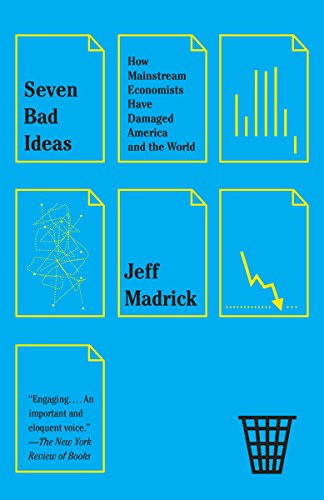 Seven
Bad
Ideas
How
Mainstream
Economists
Have
Damaged
America
and the World
Jeff
Madrick
“Engaging. . . . An
important and
eloquent voice.”
—The New York
Review of Books